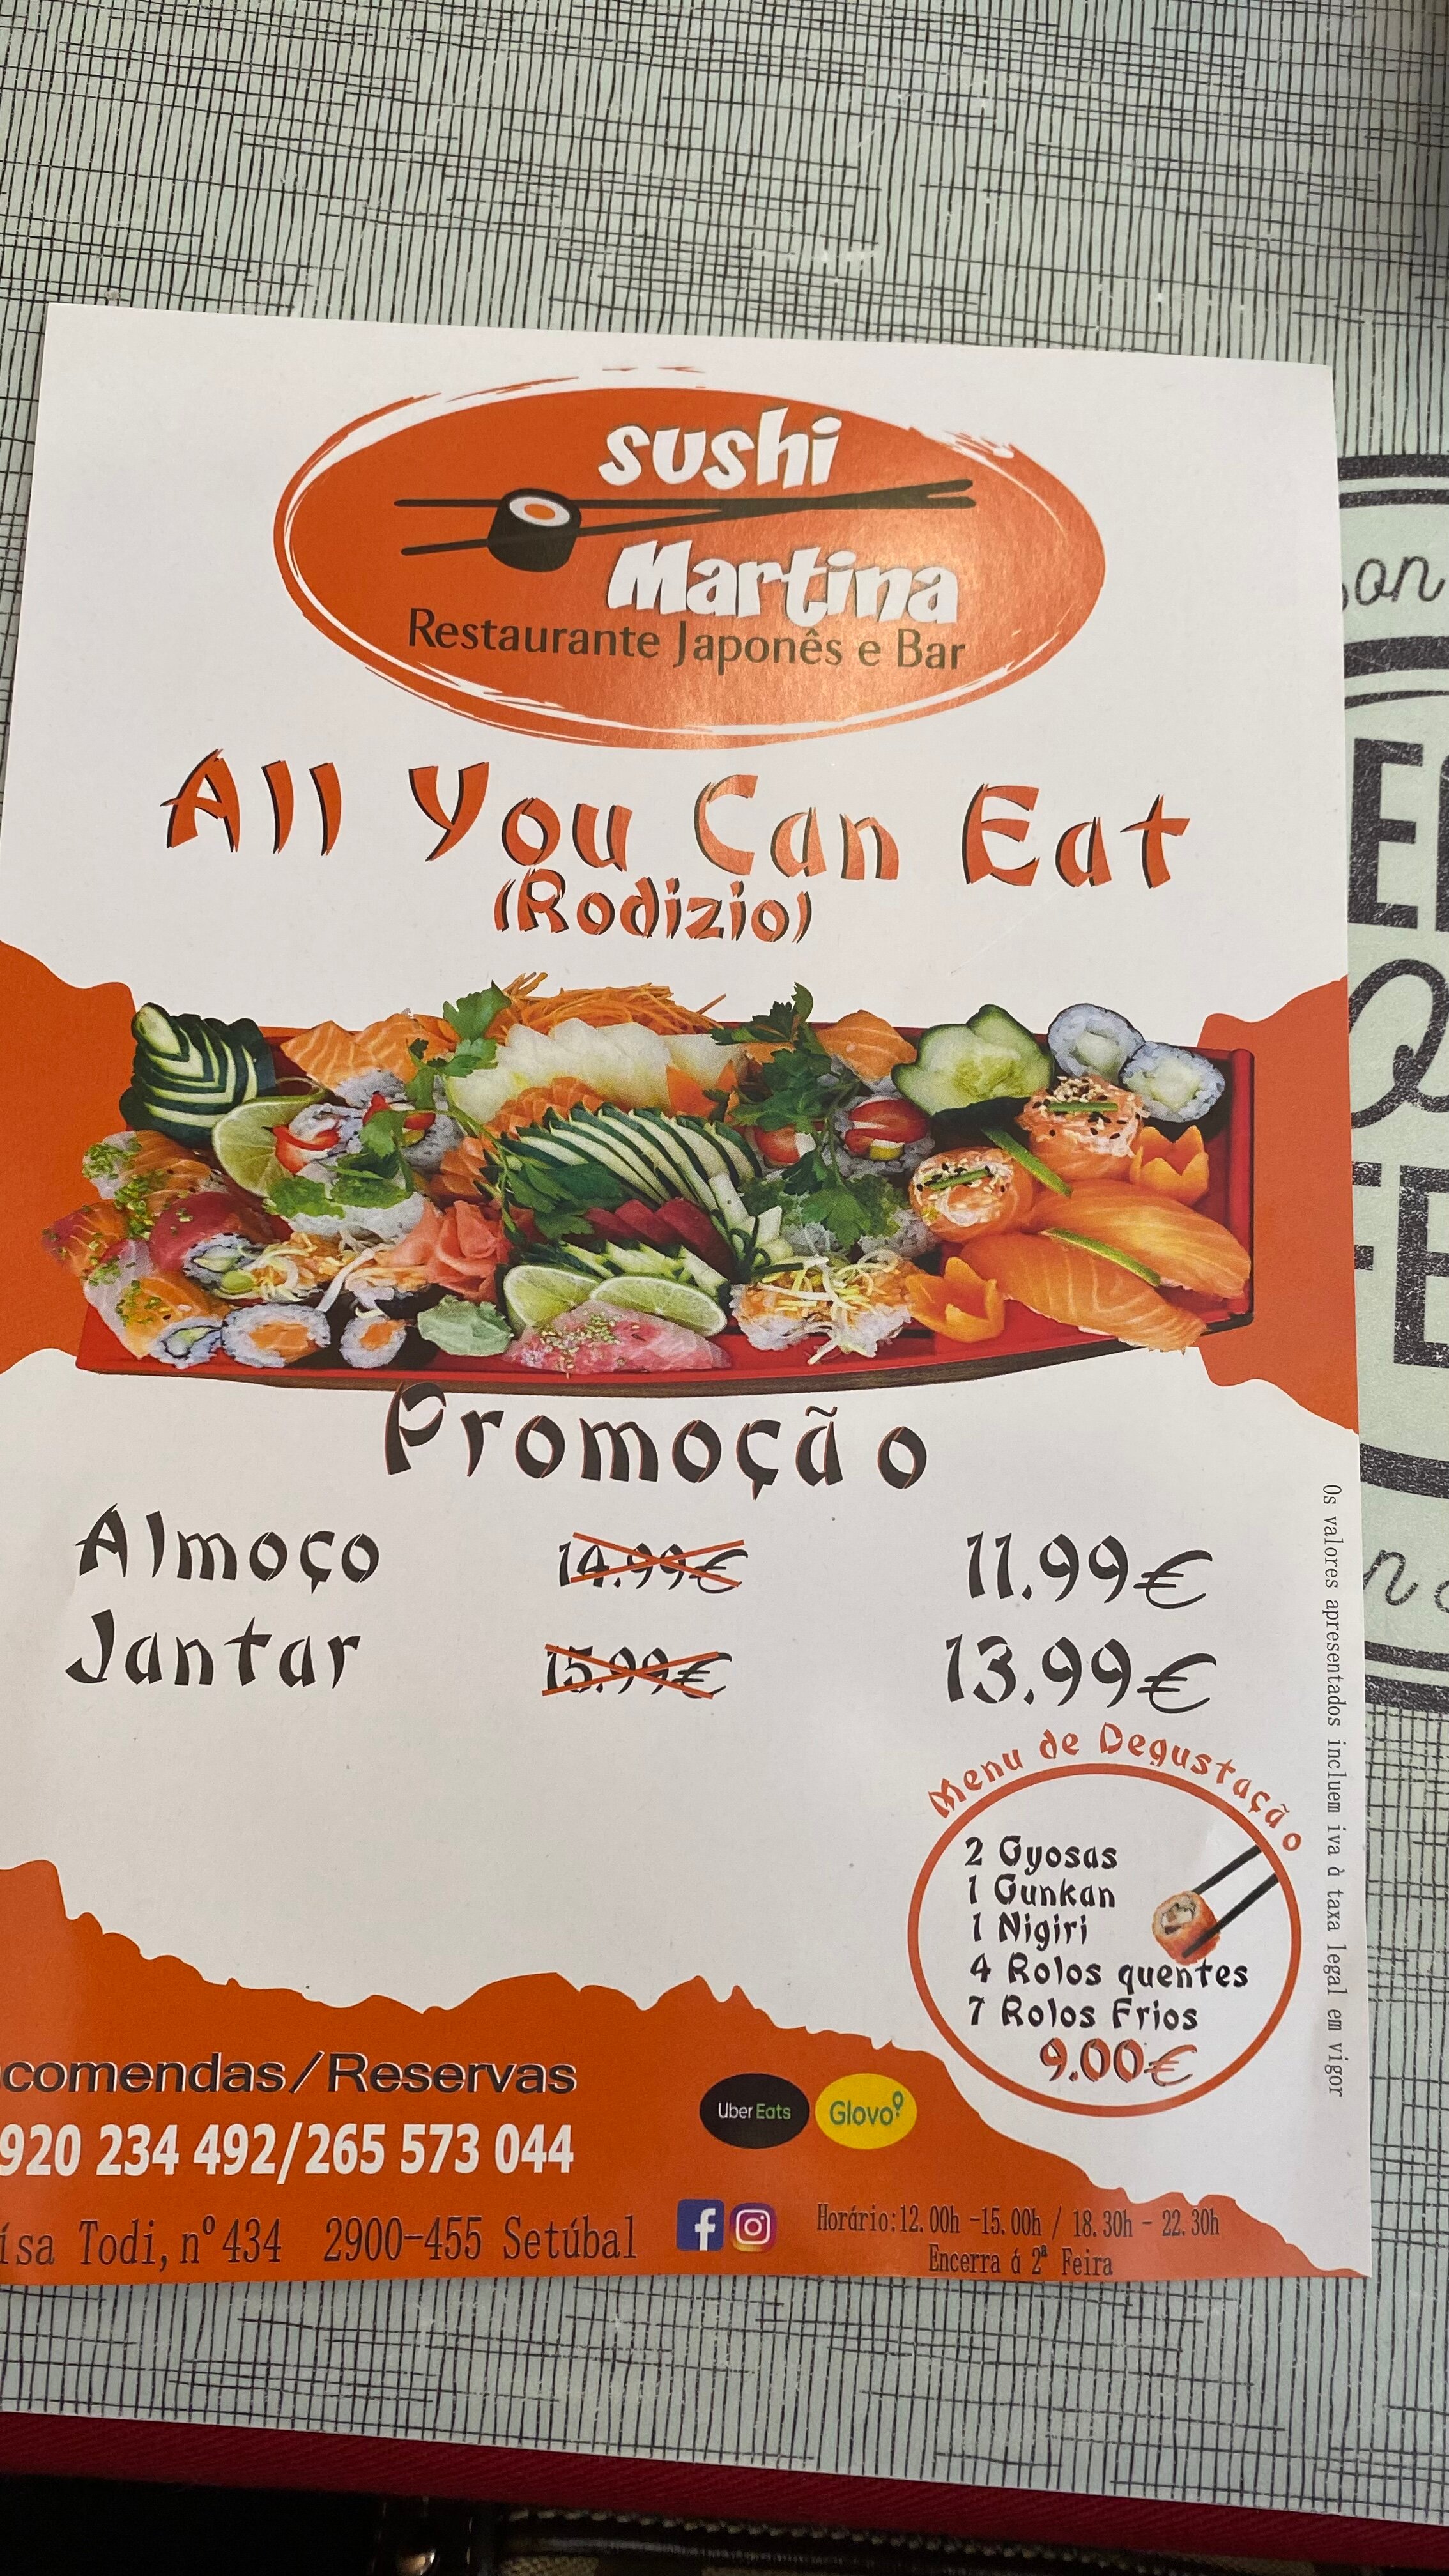 sushi
Martina
Restaurante Japonês e Bar
All You Can Eat
(Rodizio)
Promoção
Almoço 14.99€ 11.99€
Jantar 15.99€ 13.99€
Menu de Degustação
2 Gyosas
1 Gunkan
1 Nigiri
4 Rolos quentes
7 Rolos Frios
9.00€
Os valores apresentados incluem iva à taxa legal em vigor
comendas/Reservas
920 234 492/265 573 044
Uber Eats
Glovo
ísa Todi, nº434 2900-455 Setúbal
Horário:12.00h -15.00h / 18.30h - 22.30h
Encerra á 2ª Feira
on